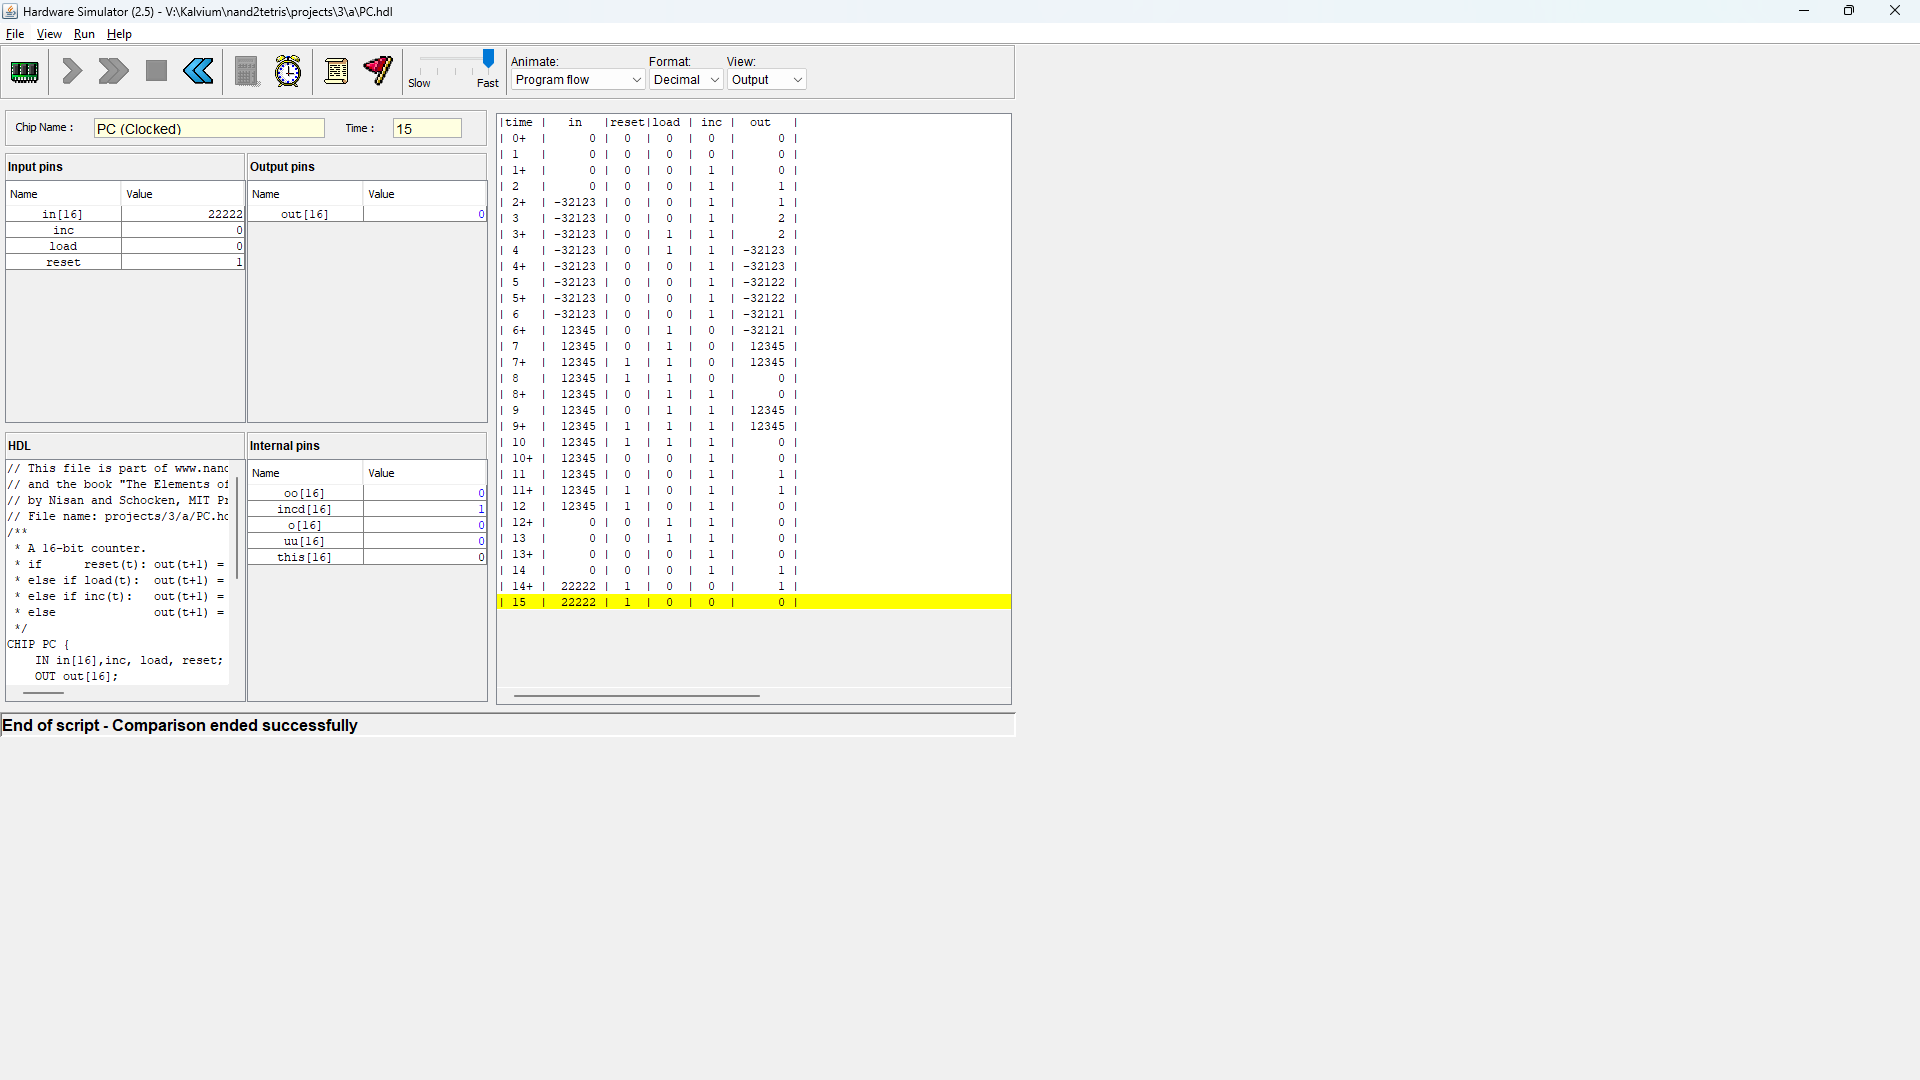 Hardware Simulator (2.5) - V:\Kalvium\nand2tetris\projects\3\a\PC.hdl
File View Run Help
Slow Fast
Animate: Format: View:
Program flow Decimal Output
Chip Name : PC (Clocked) Time : 15
Input pins
Name Value
in[16] 22222
inc 0
load 0
reset 1
Output pins
Name Value
out[16] 0
HDL
// This file is part of www.nand
// and the book "The Elements of
// by Nisan and Schocken, MIT Pr
// File name: projects/3/a/PC.hd
/**
* A 16-bit counter.
* if reset(t): out(t+1) =
* else if load(t): out(t+1) =
* else if inc(t): out(t+1) =
* else out(t+1) =
*/
CHIP PC {
IN in[16],inc, load, reset;
OUT out[16];
Internal pins
Name Value
oo[16] 0
incd[16] 1
o[16] 0
uu[16] 0
this[16] 0
|time | in |reset|load | inc | out |
| 0+ | 0 | 0 | 0 | 0 | 0 |
| 1 | 0 | 0 | 0 | 0 | 0 |
| 1+ | 0 | 0 | 0 | 1 | 0 |
| 2 | 0 | 0 | 0 | 1 | 1 |
| 2+ | -32123 | 0 | 0 | 1 | 1 |
| 3 | -32123 | 0 | 0 | 1 | 2 |
| 3+ | -32123 | 0 | 1 | 1 | 2 |
| 4 | -32123 | 0 | 1 | 1 | -32123 |
| 4+ | -32123 | 0 | 0 | 1 | -32123 |
| 5 | -32123 | 0 | 0 | 1 | -32122 |
| 5+ | -32123 | 0 | 0 | 1 | -32122 |
| 6 | -32123 | 0 | 0 | 1 | -32121 |
| 6+ | 12345 | 0 | 1 | 0 | -32121 |
| 7 | 12345 | 0 | 1 | 0 | 12345 |
| 7+ | 12345 | 1 | 1 | 0 | 12345 |
| 8 | 12345 | 1 | 1 | 0 | 0 |
| 8+ | 12345 | 0 | 1 | 1 | 0 |
| 9 | 12345 | 0 | 1 | 1 | 12345 |
| 9+ | 12345 | 1 | 1 | 1 | 12345 |
| 10 | 12345 | 1 | 1 | 1 | 0 |
| 10+ | 12345 | 0 | 0 | 1 | 0 |
| 11 | 12345 | 0 | 0 | 1 | 1 |
| 11+ | 12345 | 1 | 0 | 1 | 1 |
| 12 | 12345 | 1 | 0 | 1 | 0 |
| 12+ | 0 | 0 | 1 | 1 | 0 |
| 13 | 0 | 0 | 1 | 1 | 0 |
| 13+ | 0 | 0 | 0 | 1 | 0 |
| 14 | 0 | 0 | 0 | 1 | 1 |
| 14+ | 22222 | 1 | 0 | 0 | 1 |
| 15 | 22222 | 1 | 0 | 0 | 0 |
End of script - Comparison ended successfully